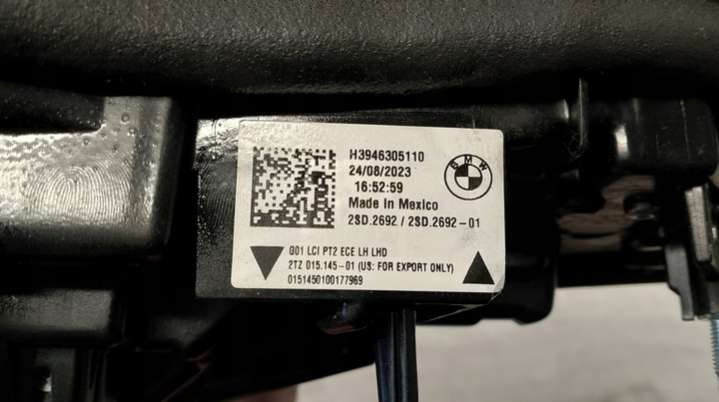 H3946305110
24/08/2023
16:52:59
Made in Mexico
BMW
2SD.2692 / 2SD.2692-01
G01 LCI PT2 ECE LH LHD
2TZ 015.145-01 (US: FOR EXPORT ONLY)
0151450100177969